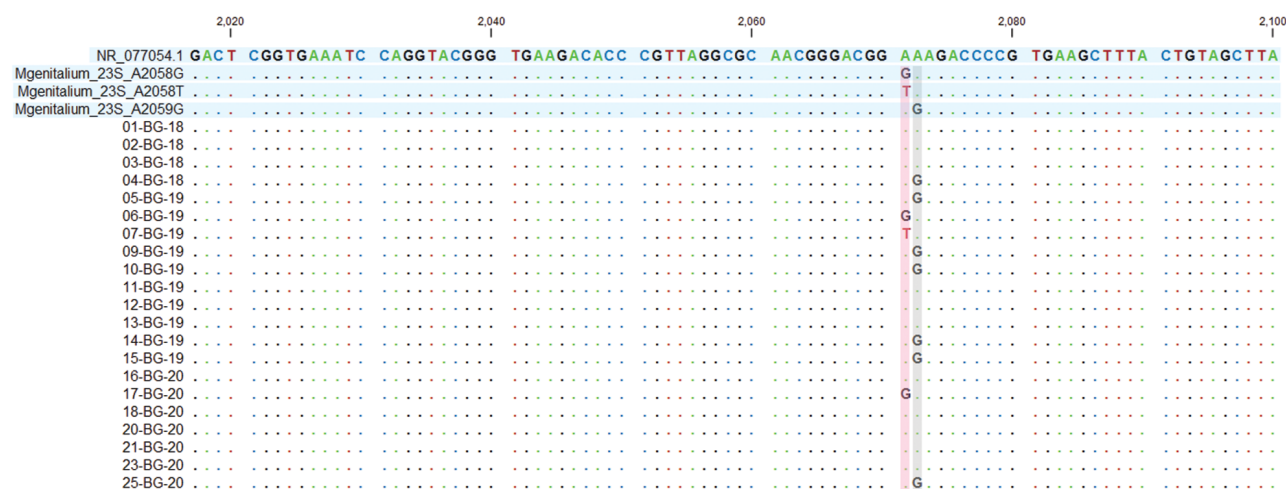 2,020 2,040 2,060 2,080 2,100
NR_077054.1 GACT CGGTGAAATC CAGGTACGGG TGAAGACACC CGTTAGGCGC AACGGGACGG AAAGACCCCG TGAAGCTTTA CTGTAGCTTA
Mgenitalium_23S_A2058G G
Mgenitalium_23S_A2058T T
Mgenitalium_23S_A2059G G
01-BG-18
02-BG-18
03-BG-18
04-BG-18 G
05-BG-19 G
06-BG-19 G
07-BG-19 T
09-BG-19 G
10-BG-19 G
11-BG-19
12-BG-19
13-BG-19
14-BG-19 G
15-BG-19 G
16-BG-20
17-BG-20 G
18-BG-20
20-BG-20
21-BG-20
23-BG-20
25-BG-20 G